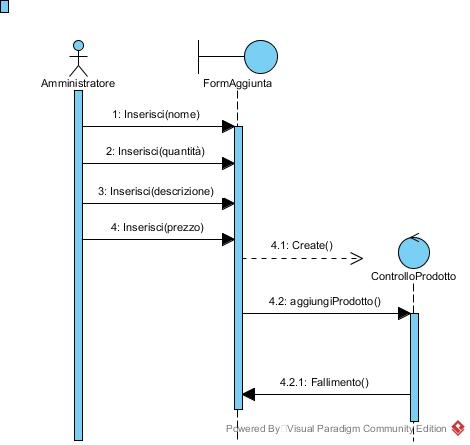 Amministratore
FormAggiunta
1: Inserisci(nome)
2: Inserisci(quantità)
3: Inserisci(descrizione)
4: Inserisci(prezzo)
4.1: Create()
ControlloProdotto
4.2: aggiungiProdotto()
4.2.1: Fallimento()
Powered By Visual Paradigm Community Edition